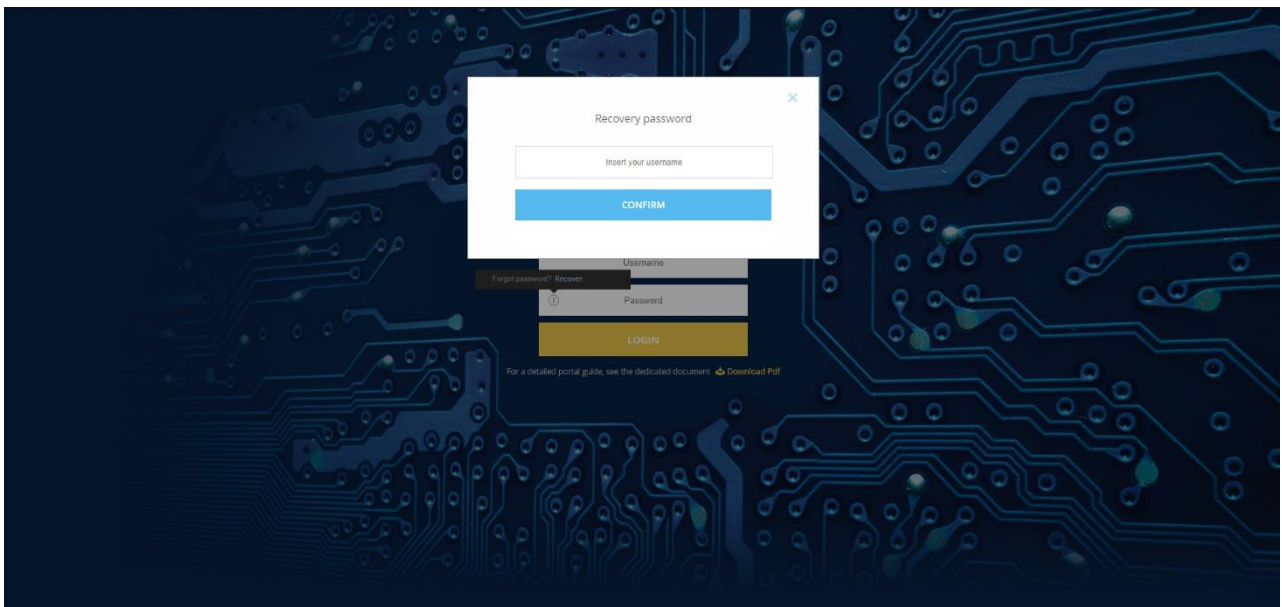 Recovery password
Insert your username
CONFIRM
Username
Forgot password? Recover
Password
LOGIN
For a detailed portal guide, see the dedicated document Download Pdf